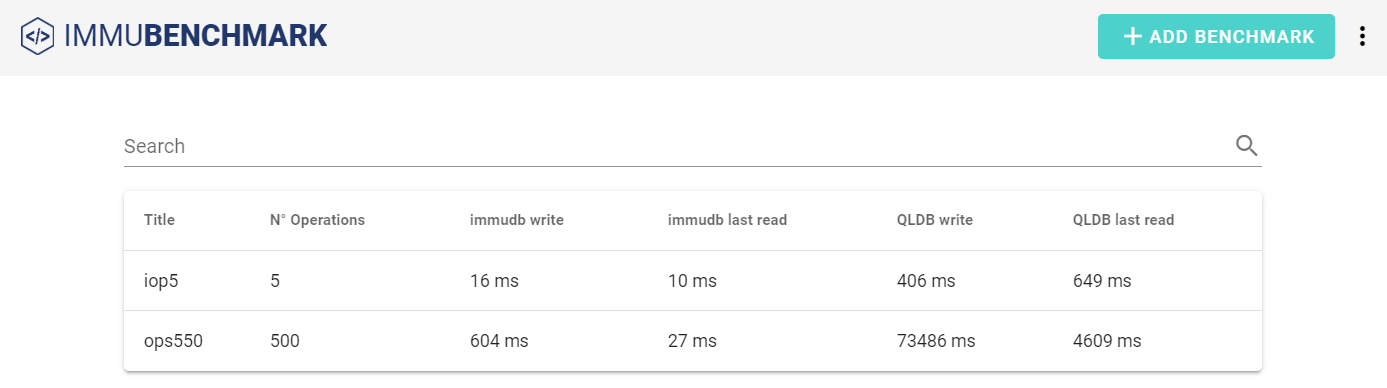 </> IMMUBENCHMARK
+ ADD BENCHMARK
Search
Title N° Operations immudb write immudb last read QLDB write QLDB last read
iop5 5 16 ms 10 ms 406 ms 649 ms
ops550 500 604 ms 27 ms 73486 ms 4609 ms